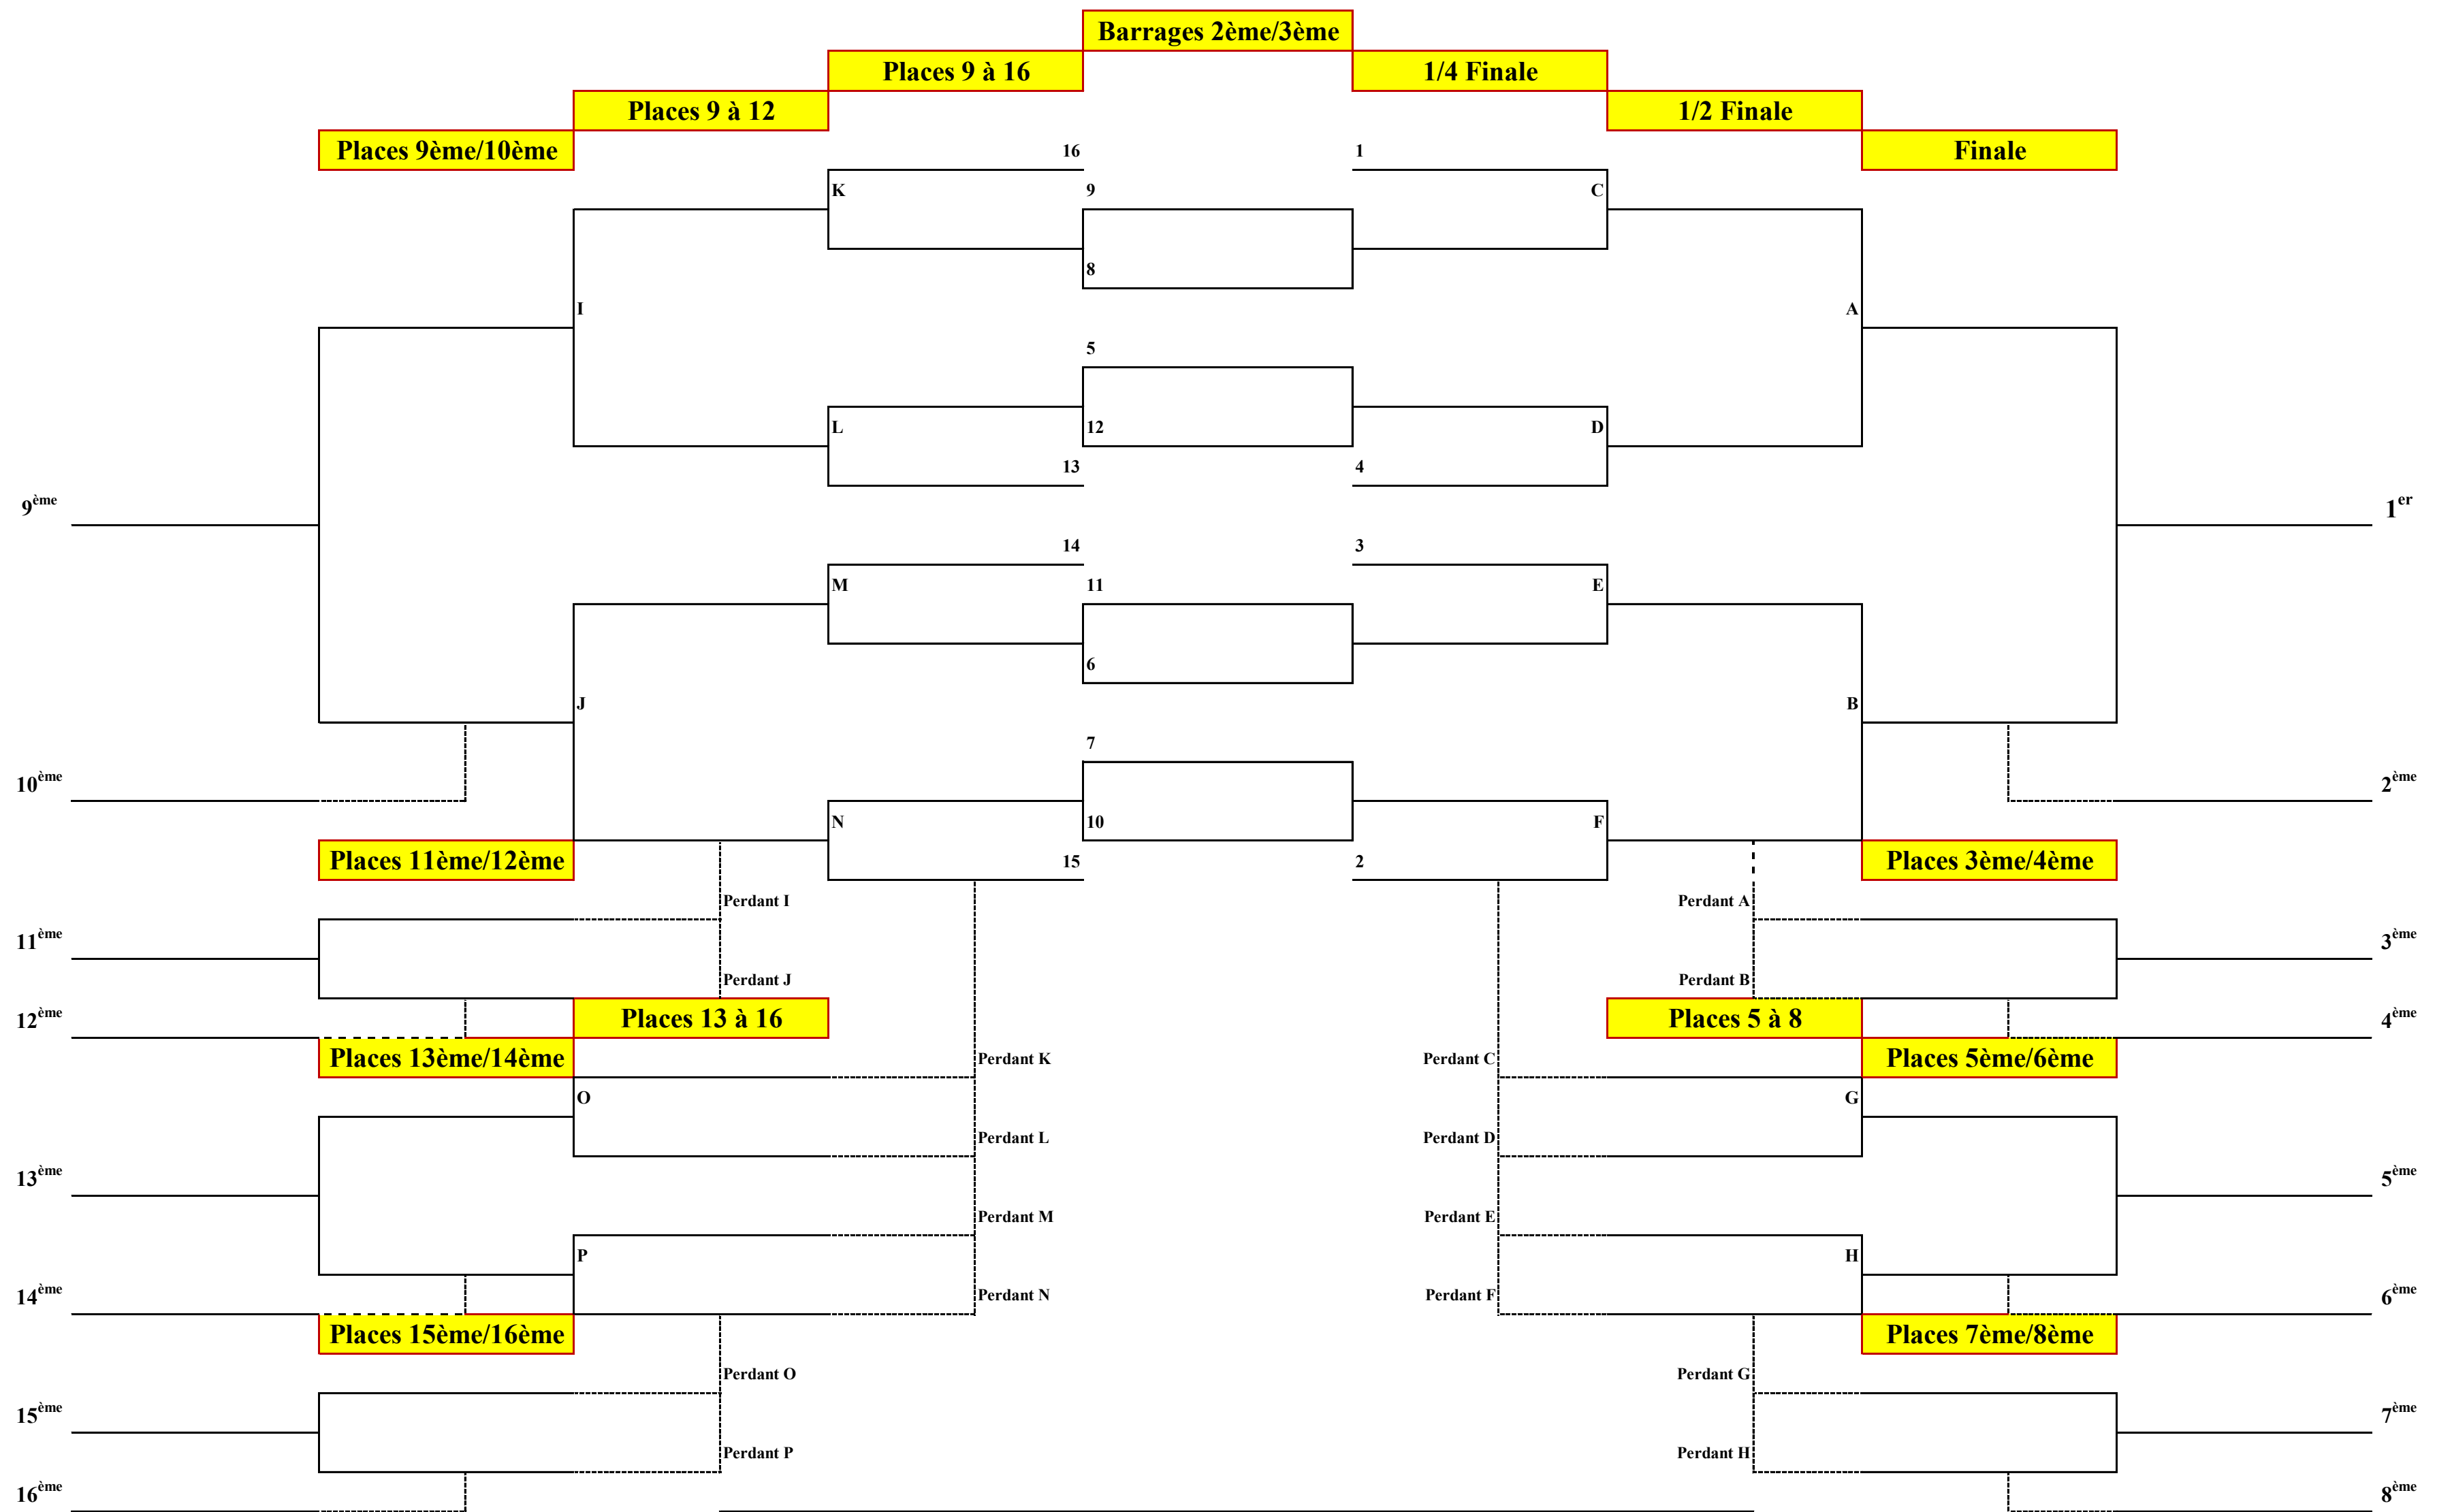 Barrages 2ème/3ème
Places 9 à 16
1/4 Finale
Places 9 à 12
1/2 Finale
Places 9ème/10ème
16
1
Finale
K
9
C
8
I
A
5
L
12
D
13
4
9ème
1er
14
3
M
11
E
6
J
B
7
10ème
2ème
N
10
F
Places 11ème/12ème
15
2
Places 3ème/4ème
Perdant I
Perdant A
11ème
3ème
Perdant J
Perdant B
12ème
Places 13 à 16
Places 5 à 8
4ème
Places 13ème/14ème
Perdant K
Perdant C
Places 5ème/6ème
O
G
Perdant L
Perdant D
13ème
5ème
Perdant M
Perdant E
P
H
14ème
Perdant N
Perdant F
6ème
Places 15ème/16ème
Places 7ème/8ème
Perdant O
Perdant G
15ème
7ème
Perdant P
Perdant H
16ème
8ème